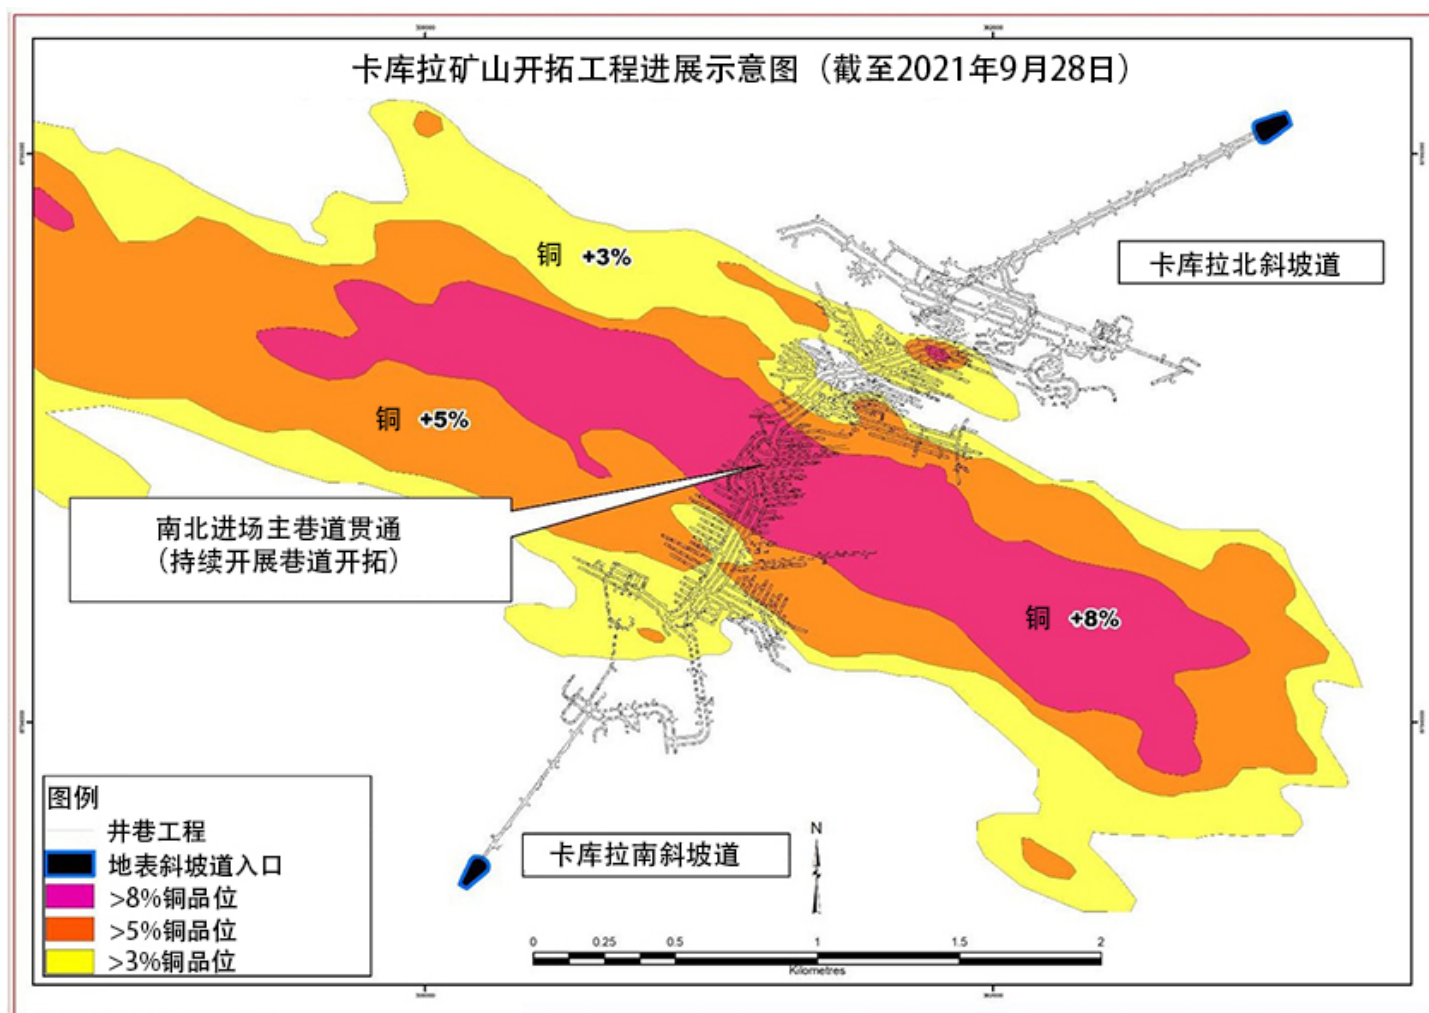 卡库拉矿山开拓工程进展示意图（截至2021年9月28日）
铜 +3%
卡库拉北斜坡道
铜 +5%
南北进场主巷道贯通
（持续开展巷道开拓）
铜 +8%
图例
井巷工程
地表斜坡道入口
>8%铜品位
>5%铜品位
>3%铜品位
卡库拉南斜坡道
N
0 0.25 0.5 1 1.5 2
Kilometres